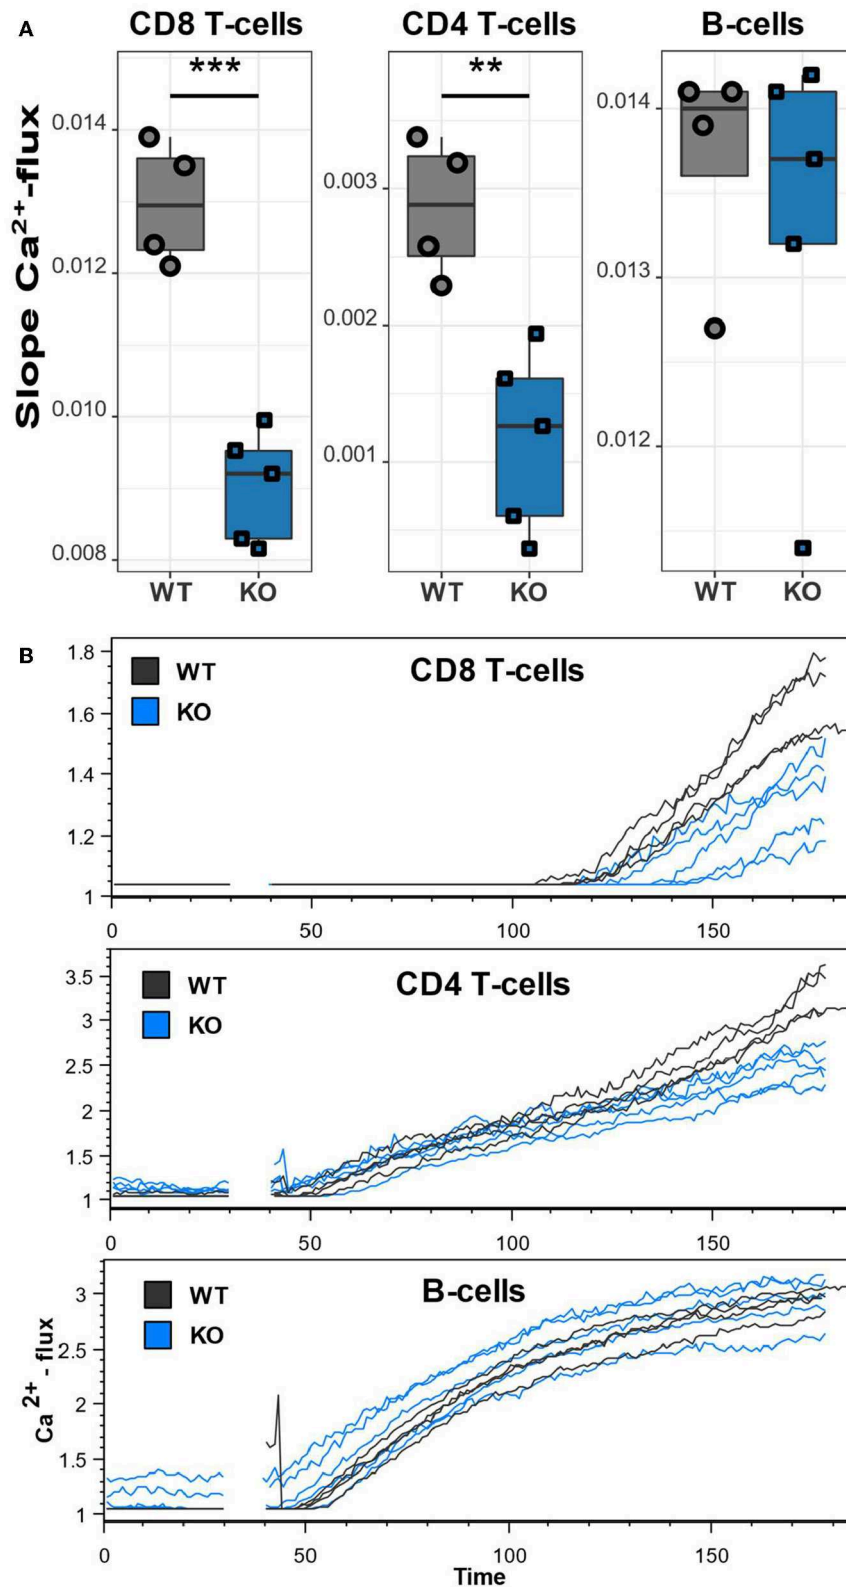 A
CD8 T-cells CD4 T-cells B-cells
*** **
Slope Ca²⁺-flux
0.014
0.012
0.010
0.008
WT KO
0.003
0.002
0.001
WT KO
0.014
0.013
0.012
WT KO
B
CD8 T-cells
WT
KO
1.8
1.6
1.4
1.2
1
0 50 100 150
CD4 T-cells
WT
KO
3.5
3
2.5
2
1.5
1
0 50 100 150
B-cells
WT
KO
Ca ²⁺ - flux
3
2.5
2
1.5
1
0 50 100 150
Time